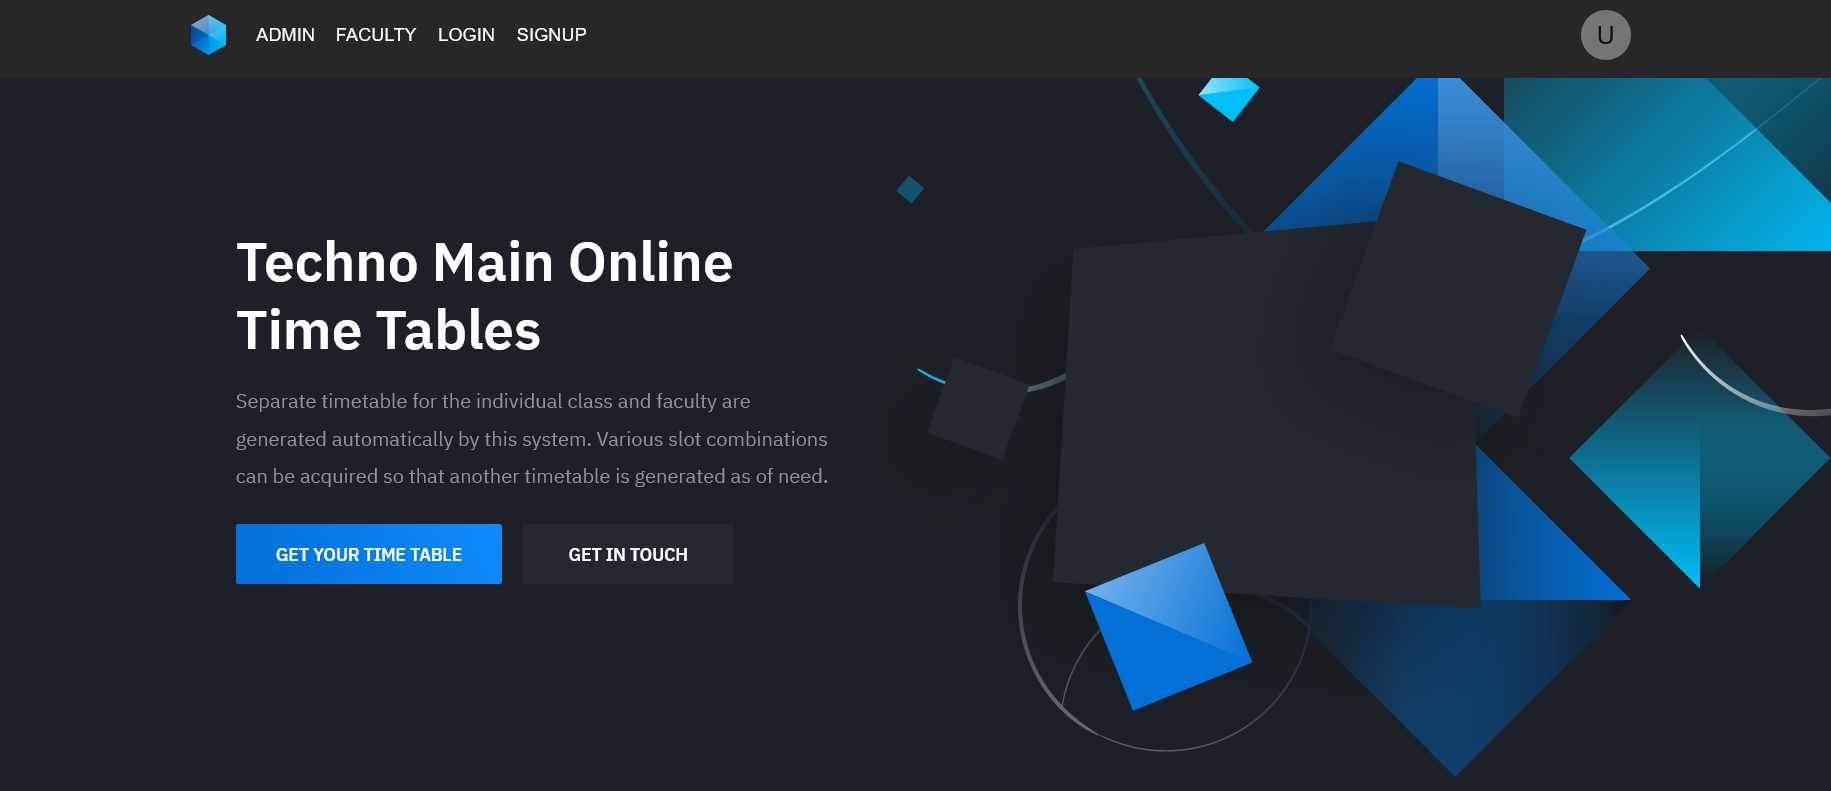 ADMIN FACULTY LOGIN SIGNUP U
Techno Main Online
Time Tables
Separate timetable for the individual class and faculty are
generated automatically by this system. Various slot combinations
can be acquired so that another timetable is generated as of need.
GET YOUR TIME TABLE GET IN TOUCH